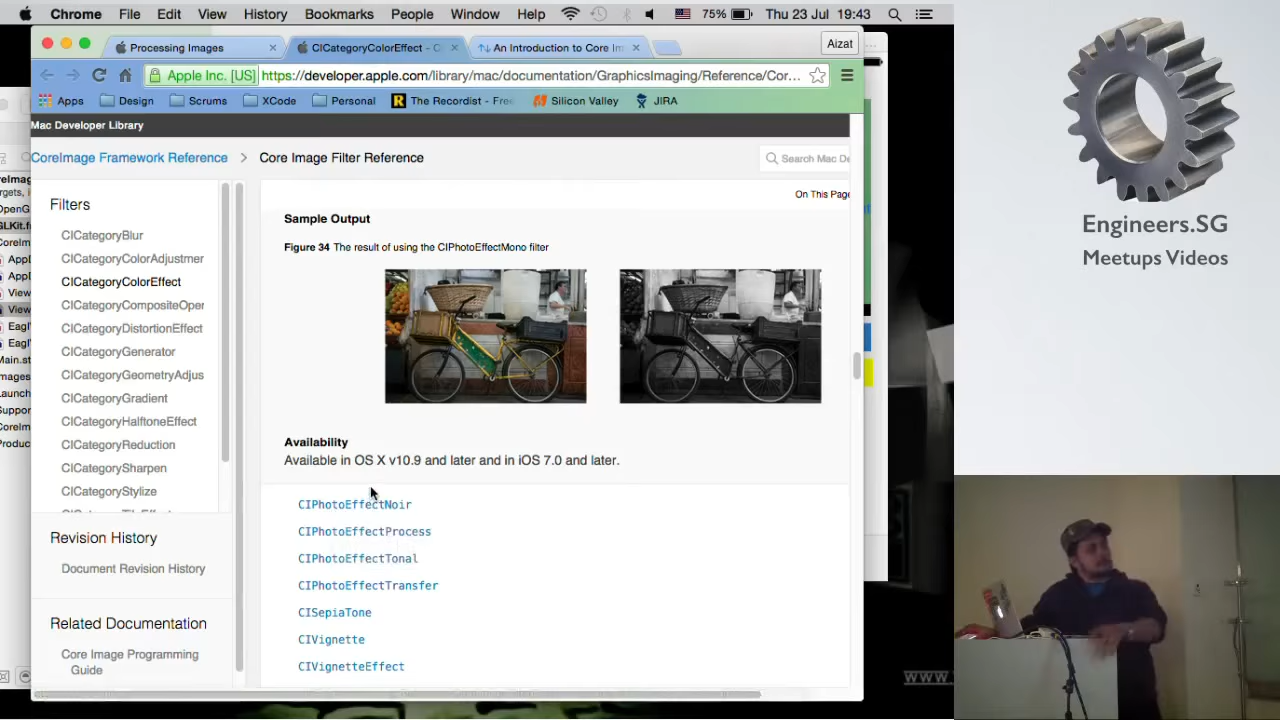 Chrome File Edit View History Bookmarks People Window Help 75% Thu 23 Jul 19:43
Processing Images
CICategoryColorEffect - C
An Introduction to Core Im
Aizat
Apple Inc. [US] https://developer.apple.com/library/mac/documentation/GraphicsImaging/Reference/Cor...
Apps Design Scrums XCode Personal The Recordist - Fre Silicon Valley JIRA
Mac Developer Library
CoreImage Framework Reference > Core Image Filter Reference
Search Mac De
On This Page
Filters
CICategoryBlur
CICategoryColorAdjustmer
CICategoryColorEffect
CICategoryCompositeOper
CICategoryDistortionEffect
CICategoryGenerator
CICategoryGeometryAdjus
CICategoryGradient
CICategoryHalftoneEffect
CICategoryReduction
CICategorySharpen
CICategoryStylize
Revision History
Document Revision History
Related Documentation
Core Image Programming
Guide
Sample Output
Figure 34 The result of using the CIPhotoEffectMono filter
Availability
Available in OS X v10.9 and later and in iOS 7.0 and later.
CIPhotoEffectNoir
CIPhotoEffectProcess
CIPhotoEffectTonal
CIPhotoEffectTransfer
CISepiaTone
CIVignette
CIVignetteEffect
Engineers.SG
Meetups Videos
www.